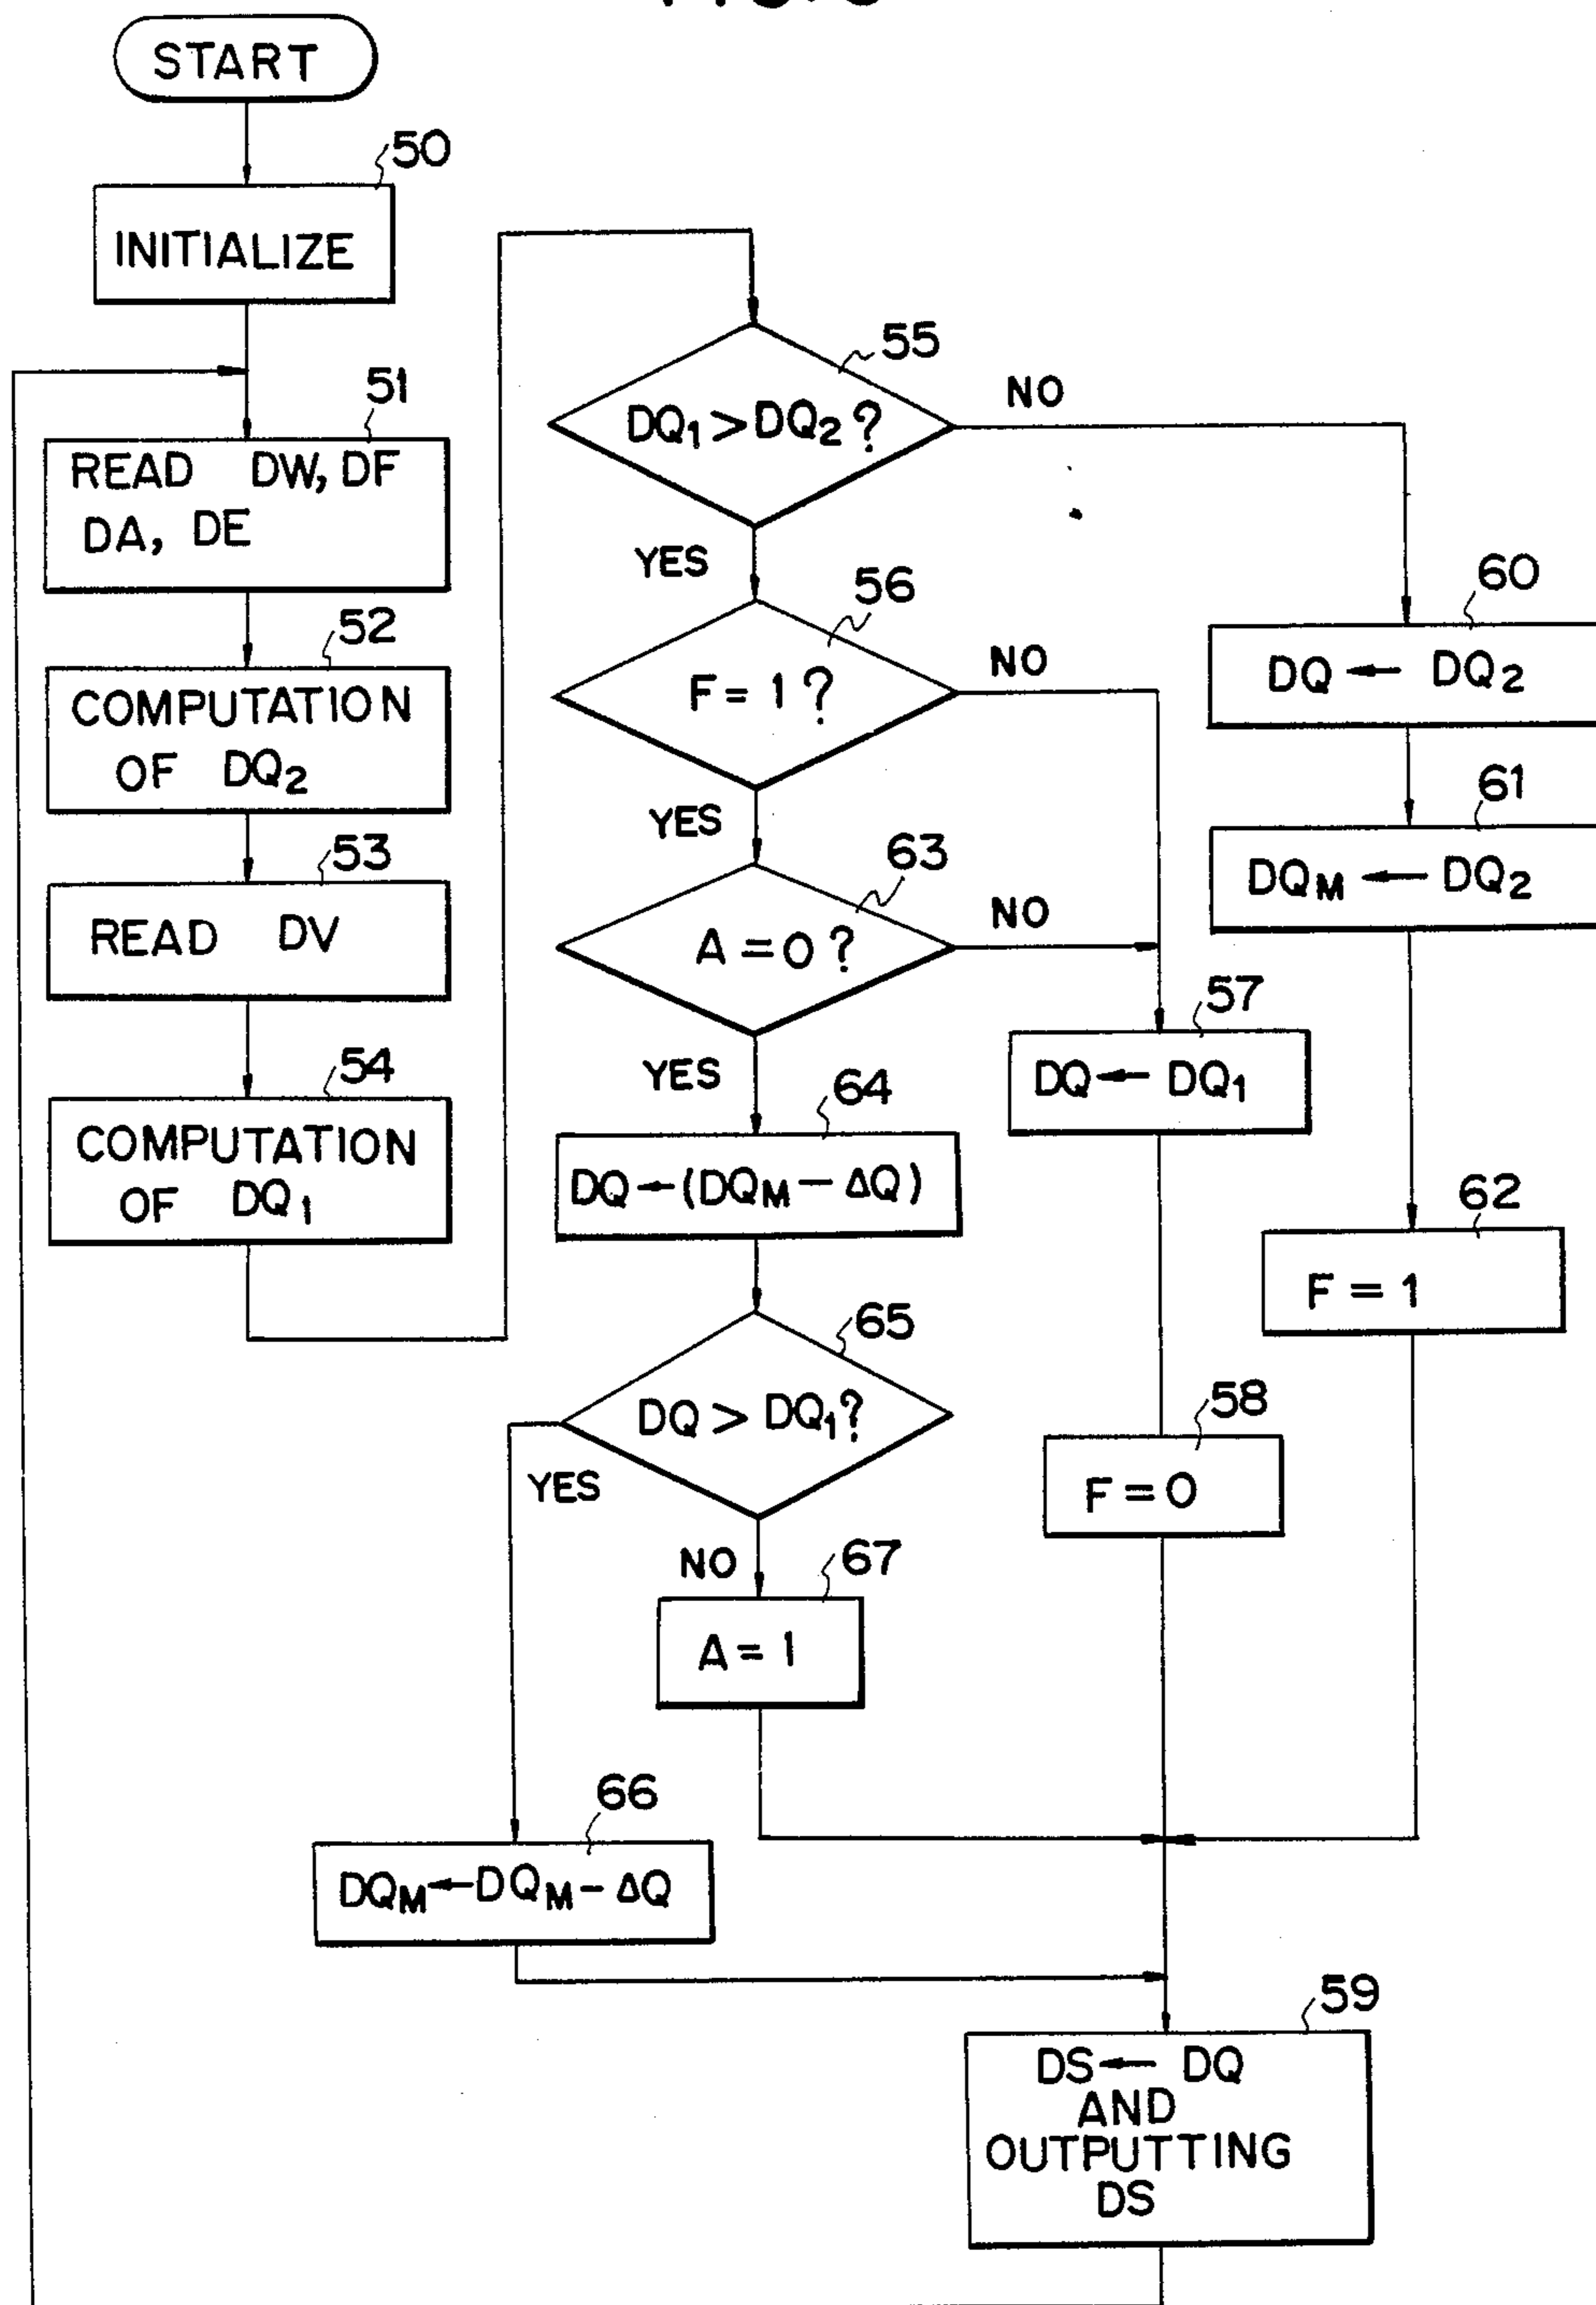 START
50
INITIALIZE
51
READ DW, DF
DA, DE
52
COMPUTATION
OF DQ2
53
READ DV
54
COMPUTATION
OF DQ1
55
DQ1 > DQ2 ?
NO
YES
56
F = 1 ?
NO
YES
63
A = 0 ?
NO
YES
64
DQ ← (DQM − ΔQ)
65
DQ > DQ1?
YES
NO
67
A = 1
66
DQM ← DQM − ΔQ
57
DQ ← DQ1
58
F = 0
60
DQ ← DQ2
61
DQM ← DQ2
62
F = 1
59
DS ← DQ
AND
OUTPUTTING
DS